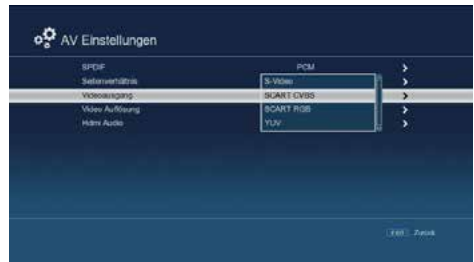 AV Einstellungen
SPDIF PCM
Seitenverhältnis S-Video
Videoausgang SCART CVBS
Video Auflösung SCART RGB
Hdmi Audio YUV
EXIT Zurück